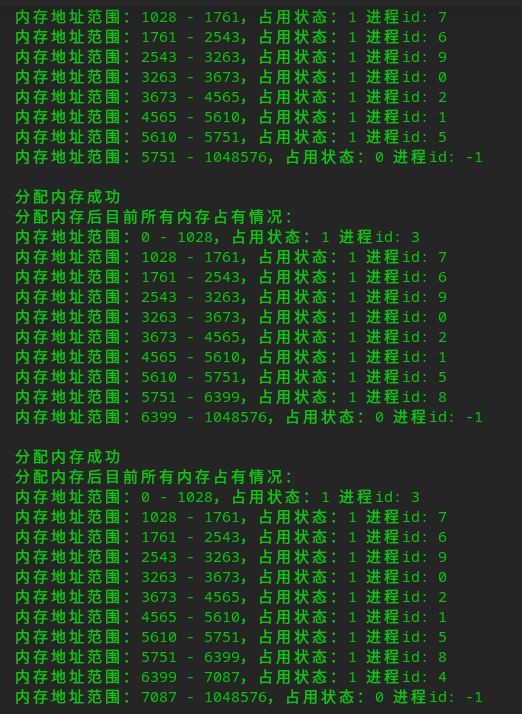 内存地址范围: 1028 - 1761, 占用状态: 1 进程id: 7
内存地址范围: 1761 - 2543, 占用状态: 1 进程id: 6
内存地址范围: 2543 - 3263, 占用状态: 1 进程id: 9
内存地址范围: 3263 - 3673, 占用状态: 1 进程id: 0
内存地址范围: 3673 - 4565, 占用状态: 1 进程id: 2
内存地址范围: 4565 - 5610, 占用状态: 1 进程id: 1
内存地址范围: 5610 - 5751, 占用状态: 1 进程id: 5
内存地址范围: 5751 - 1048576, 占用状态: 0 进程id: -1
分配内存成功
分配内存后目前所有内存占有情况:
内存地址范围: 0 - 1028, 占用状态: 1 进程id: 3
内存地址范围: 1028 - 1761, 占用状态: 1 进程id: 7
内存地址范围: 1761 - 2543, 占用状态: 1 进程id: 6
内存地址范围: 2543 - 3263, 占用状态: 1 进程id: 9
内存地址范围: 3263 - 3673, 占用状态: 1 进程id: 0
内存地址范围: 3673 - 4565, 占用状态: 1 进程id: 2
内存地址范围: 4565 - 5610, 占用状态: 1 进程id: 1
内存地址范围: 5610 - 5751, 占用状态: 1 进程id: 5
内存地址范围: 5751 - 6399, 占用状态: 1 进程id: 8
内存地址范围: 6399 - 1048576, 占用状态: 0 进程id: -1
分配内存成功
分配内存后目前所有内存占有情况:
内存地址范围: 0 - 1028, 占用状态: 1 进程id: 3
内存地址范围: 1028 - 1761, 占用状态: 1 进程id: 7
内存地址范围: 1761 - 2543, 占用状态: 1 进程id: 6
内存地址范围: 2543 - 3263, 占用状态: 1 进程id: 9
内存地址范围: 3263 - 3673, 占用状态: 1 进程id: 0
内存地址范围: 3673 - 4565, 占用状态: 1 进程id: 2
内存地址范围: 4565 - 5610, 占用状态: 1 进程id: 1
内存地址范围: 5610 - 5751, 占用状态: 1 进程id: 5
内存地址范围: 5751 - 6399, 占用状态: 1 进程id: 8
内存地址范围: 6399 - 7087, 占用状态: 1 进程id: 4
内存地址范围: 7087 - 1048576, 占用状态: 0 进程id: -1